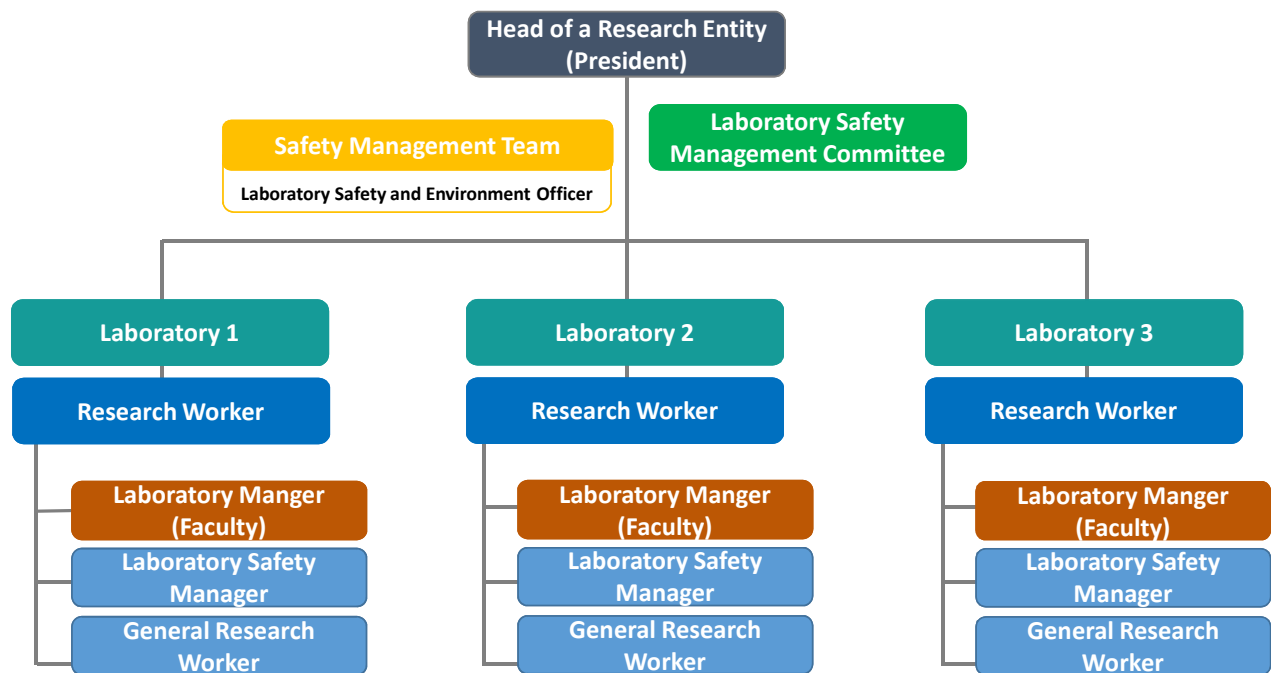 Head of a Research Entity
(President)
Safety Management Team
Laboratory Safety and Environment Officer
Laboratory Safety
Management Committee
Laboratory 1
Laboratory 2
Laboratory 3
Research Worker
Research Worker
Research Worker
Laboratory Manger
(Faculty)
Laboratory Safety
Manager
General Research
Worker
Laboratory Manger
(Faculty)
Laboratory Safety
Manager
General Research
Worker
Laboratory Manger
(Faculty)
Laboratory Safety
Manager
General Research
Worker